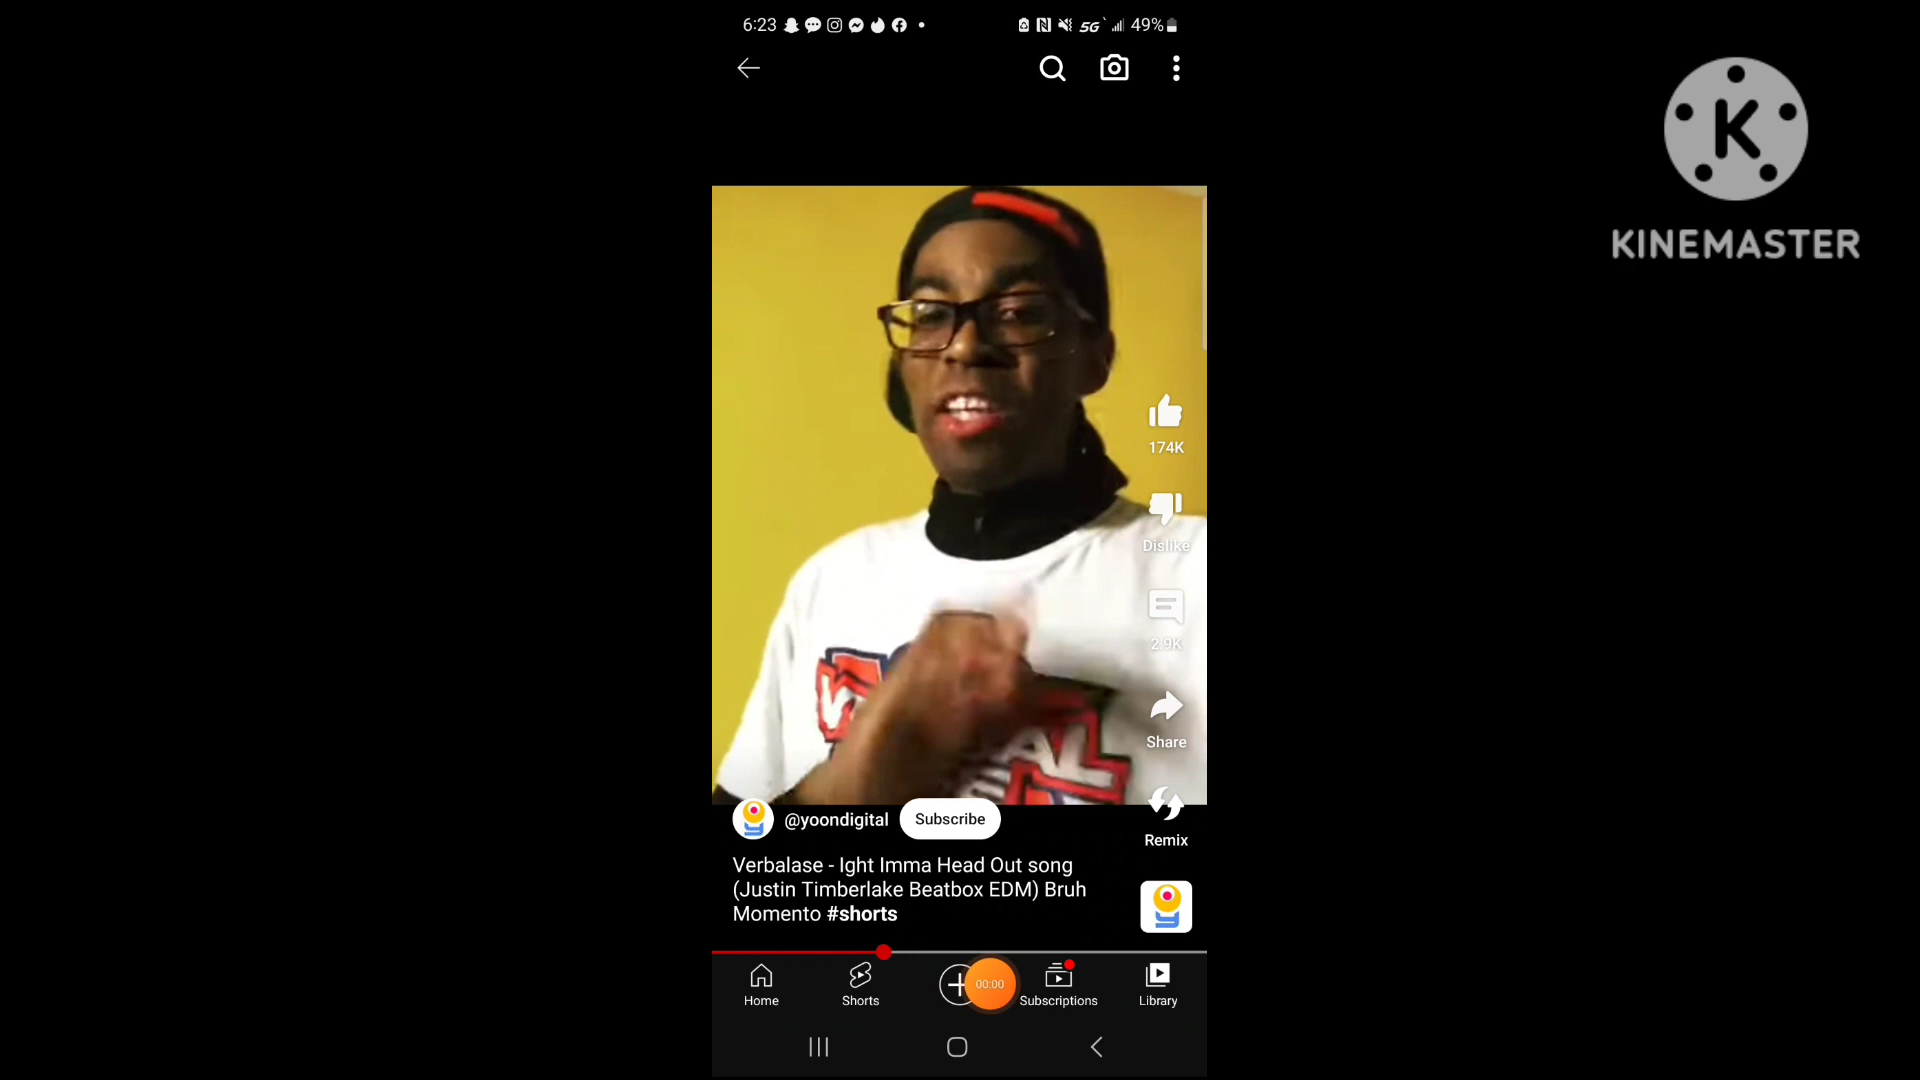 6:23
5G
49%
K
KINEMASTER
174K
Dislike
2.9K
Share
@yoondigital
Subscribe
Remix
Verbalase - Ight Imma Head Out song
(Justin Timberlake Beatbox EDM) Bruh
Momento #shorts
00:00
Home
Shorts
Subscriptions
Library